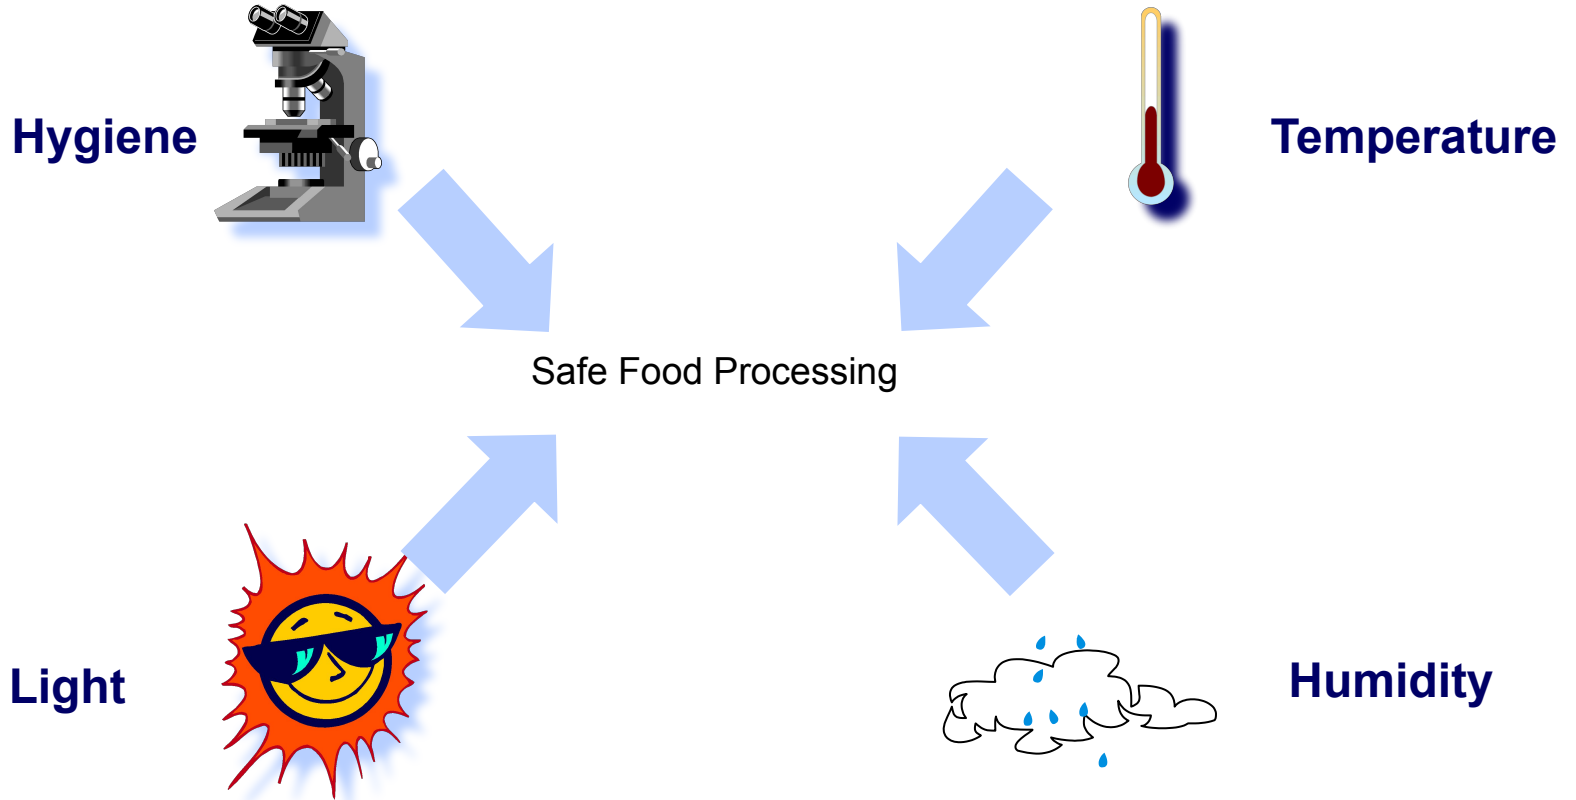 Hygiene
Temperature
Safe Food Processing
Light
Humidity